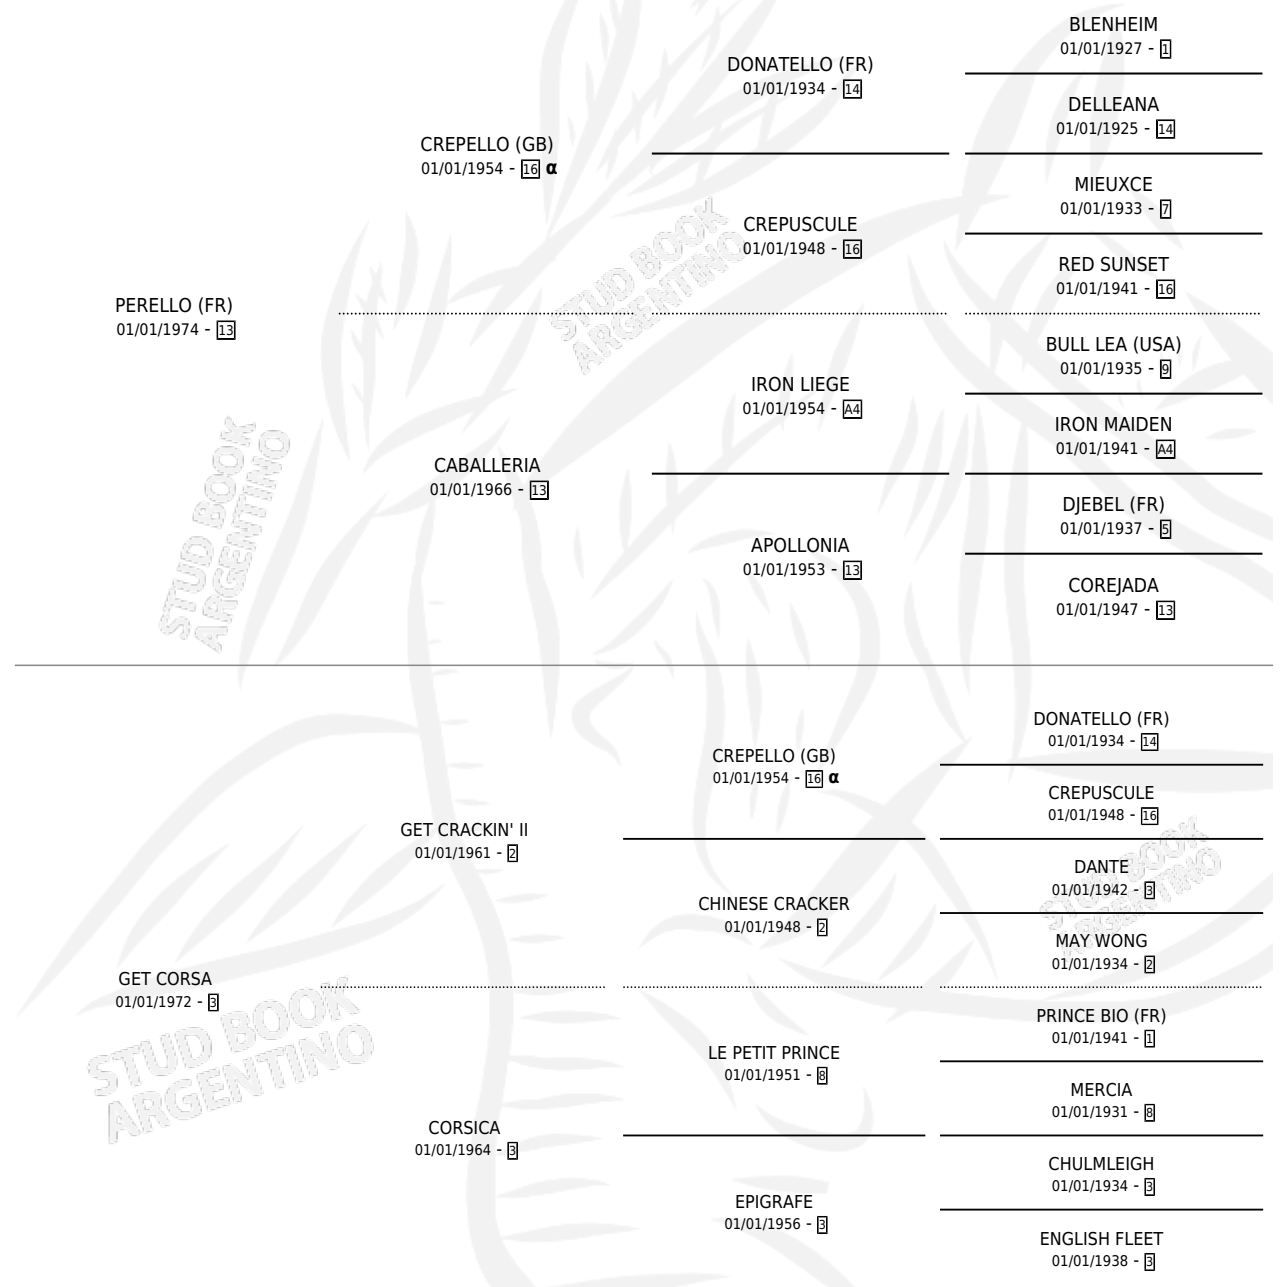 BLENHEIM
01/01/1927 - 1
DONATELLO (FR)
01/01/1934 - 14
DELLEANA
01/01/1925 - 14
CREPELLO (GB)
01/01/1954 - 16 α
MIEUXCE
01/01/1933 - 7
CREPUSCULE
01/01/1948 - 16
RED SUNSET
01/01/1941 - 16
PERELLO (FR)
01/01/1974 - 13
STUD BOOK
ARGENTINO
BULL LEA (USA)
01/01/1935 - 9
IRON LIEGE
01/01/1954 - A4
IRON MAIDEN
01/01/1941 - A4
CABALLERIA
01/01/1966 - 13
DJEBEL (FR)
01/01/1937 - 5
APOLLONIA
01/01/1953 - 13
COREJADA
01/01/1947 - 13
STUD BOOK
ARGENTINO
DONATELLO (FR)
01/01/1934 - 14
CREPELLO (GB)
01/01/1954 - 16 α
CREPUSCULE
01/01/1948 - 16
GET CRACKIN' II
01/01/1961 - 2
DANTE
01/01/1942 - 3
CHINESE CRACKER
01/01/1948 - 2
MAY WONG
01/01/1934 - 2
STUD BOOK
ARGENTINO
GET CORSA
01/01/1972 - 3
STUD BOOK
ARGENTINO
PRINCE BIO (FR)
01/01/1941 - 1
LE PETIT PRINCE
01/01/1951 - 8
MERCIA
01/01/1931 - 8
CORSICA
01/01/1964 - 3
CHULMLEIGH
01/01/1934 - 3
EPIGRAFE
01/01/1956 - 3
ENGLISH FLEET
01/01/1938 - 3